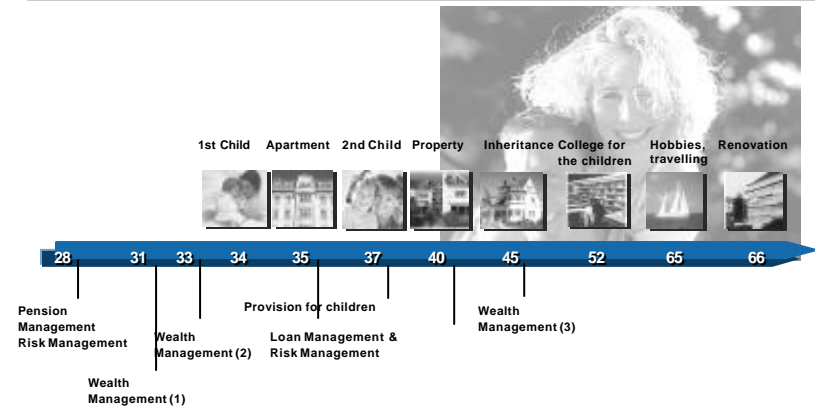 1st Child Apartment 2nd Child Property Inheritance College for the children Hobbies, travelling Renovation
28 31 33 34 35 37 40 45 52 65 66
Pension
Management
Risk Management
Wealth
Management (1)
Wealth
Management (2)
Provision for children
Loan Management &
Risk Management
Wealth
Management (3)